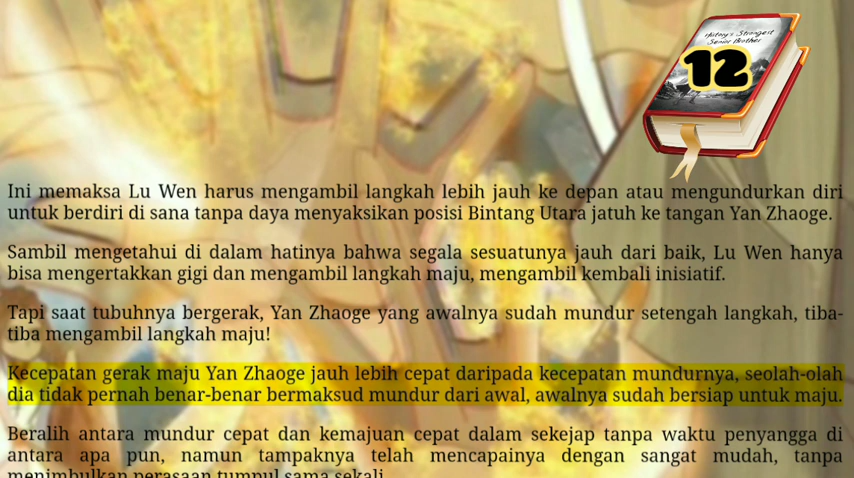 History's Strongest
Senior Brother
12
Ini memaksa Lu Wen harus mengambil langkah lebih jauh ke depan atau mengundurkan diri
untuk berdiri di sana tanpa daya menyaksikan posisi Bintang Utara jatuh ke tangan Yan Zhaoge.
Sambil mengetahui di dalam hatinya bahwa segala sesuatunya jauh dari baik, Lu Wen hanya
bisa mengertakkan gigi dan mengambil langkah maju, mengambil kembali inisiatif.
Tapi saat tubuhnya bergerak, Yan Zhaoge yang awalnya sudah mundur setengah langkah, tiba-
tiba mengambil langkah maju!
Kecepatan gerak maju Yan Zhaoge jauh lebih cepat daripada kecepatan mundurnya, seolah-olah
dia tidak pernah benar-benar bermaksud mundur dari awal, awalnya sudah bersiap untuk maju.
Beralih antara mundur cepat dan kemajuan cepat dalam sekejap tanpa waktu penyangga di
antara apa pun, namun tampaknya telah mencapainya dengan sangat mudah, tanpa
menimbulkan perasaan tumpul sama sekali.